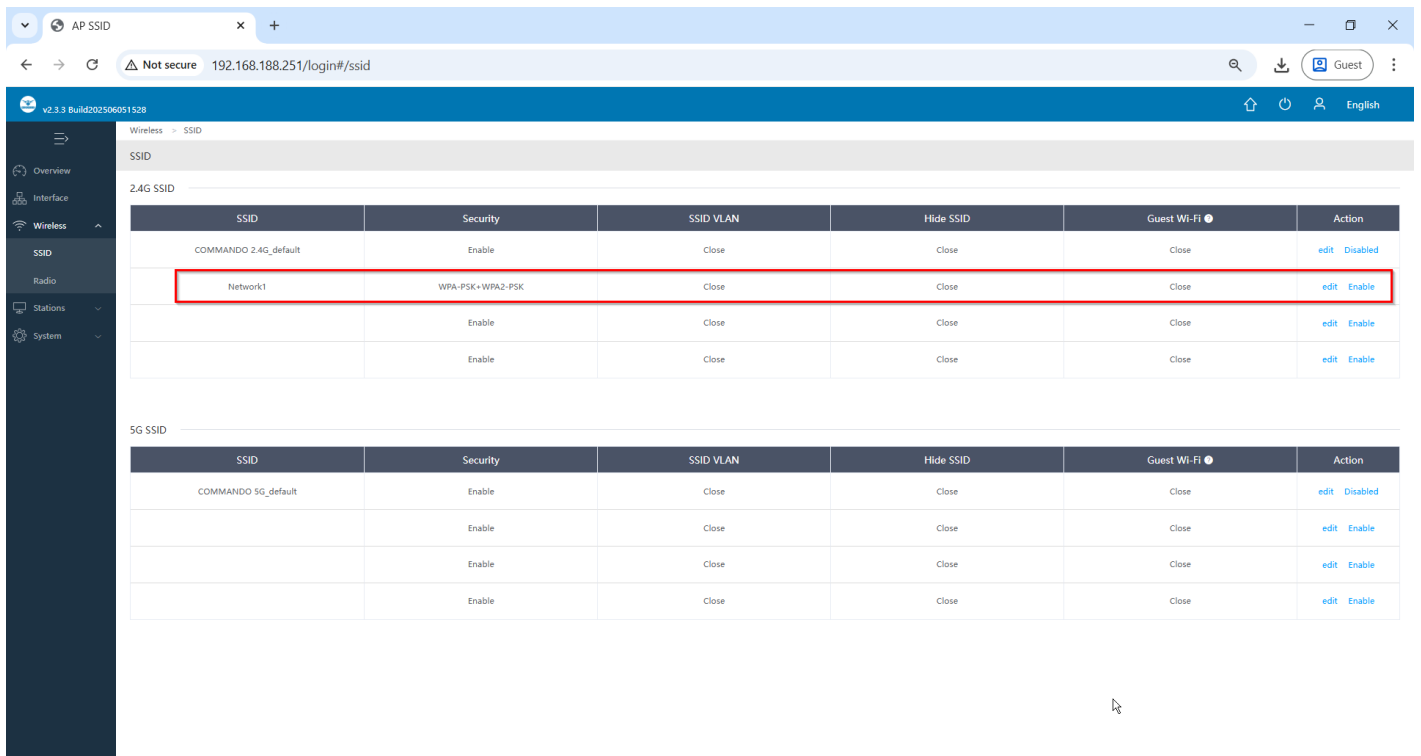 AP SSID
Not secure 192.168.188.251/login#/ssid Guest
v2.3.3 Build202506051528 English
Wireless > SSID
SSID
Overview
Interface
Wireless
SSID
Radio
Stations
System
2.4G SSID
SSID Security SSID VLAN Hide SSID Guest Wi-Fi ? Action
COMMANDO 2.4G_default Enable Close Close Close edit Disabled
Network1 WPA-PSK+WPA2-PSK Close Close Close edit Enable
Enable Close Close Close edit Enable
Enable Close Close Close edit Enable
5G SSID
SSID Security SSID VLAN Hide SSID Guest Wi-Fi ? Action
COMMANDO 5G_default Enable Close Close Close edit Disabled
Enable Close Close Close edit Enable
Enable Close Close Close edit Enable
Enable Close Close Close edit Enable